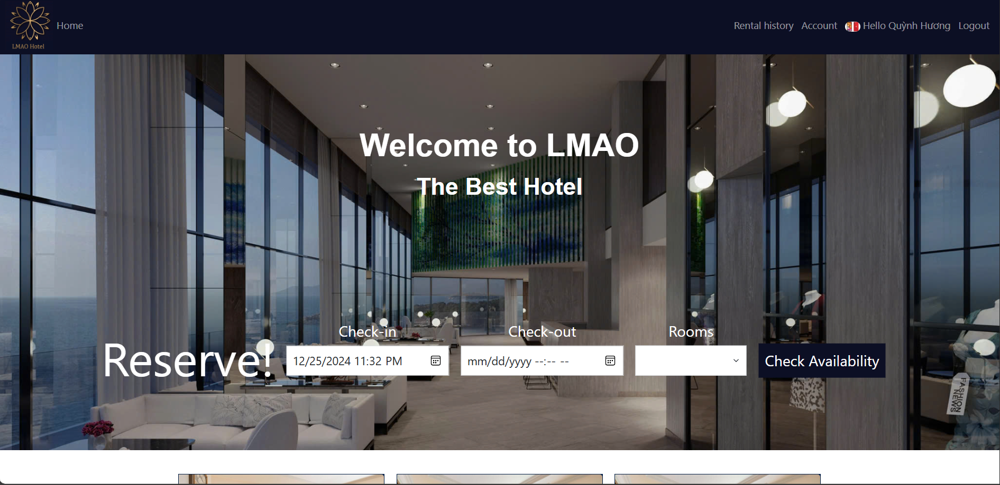 LMAO Hotel
Home
Rental history
Account
Hello Quỳnh Hương
Logout
Welcome to LMAO
The Best Hotel
Reserve!
Check-in
12/25/2024 11:32 PM
Check-out
mm/dd/yyyy --:-- --
Rooms
Check Availability
FASHION
NEWS